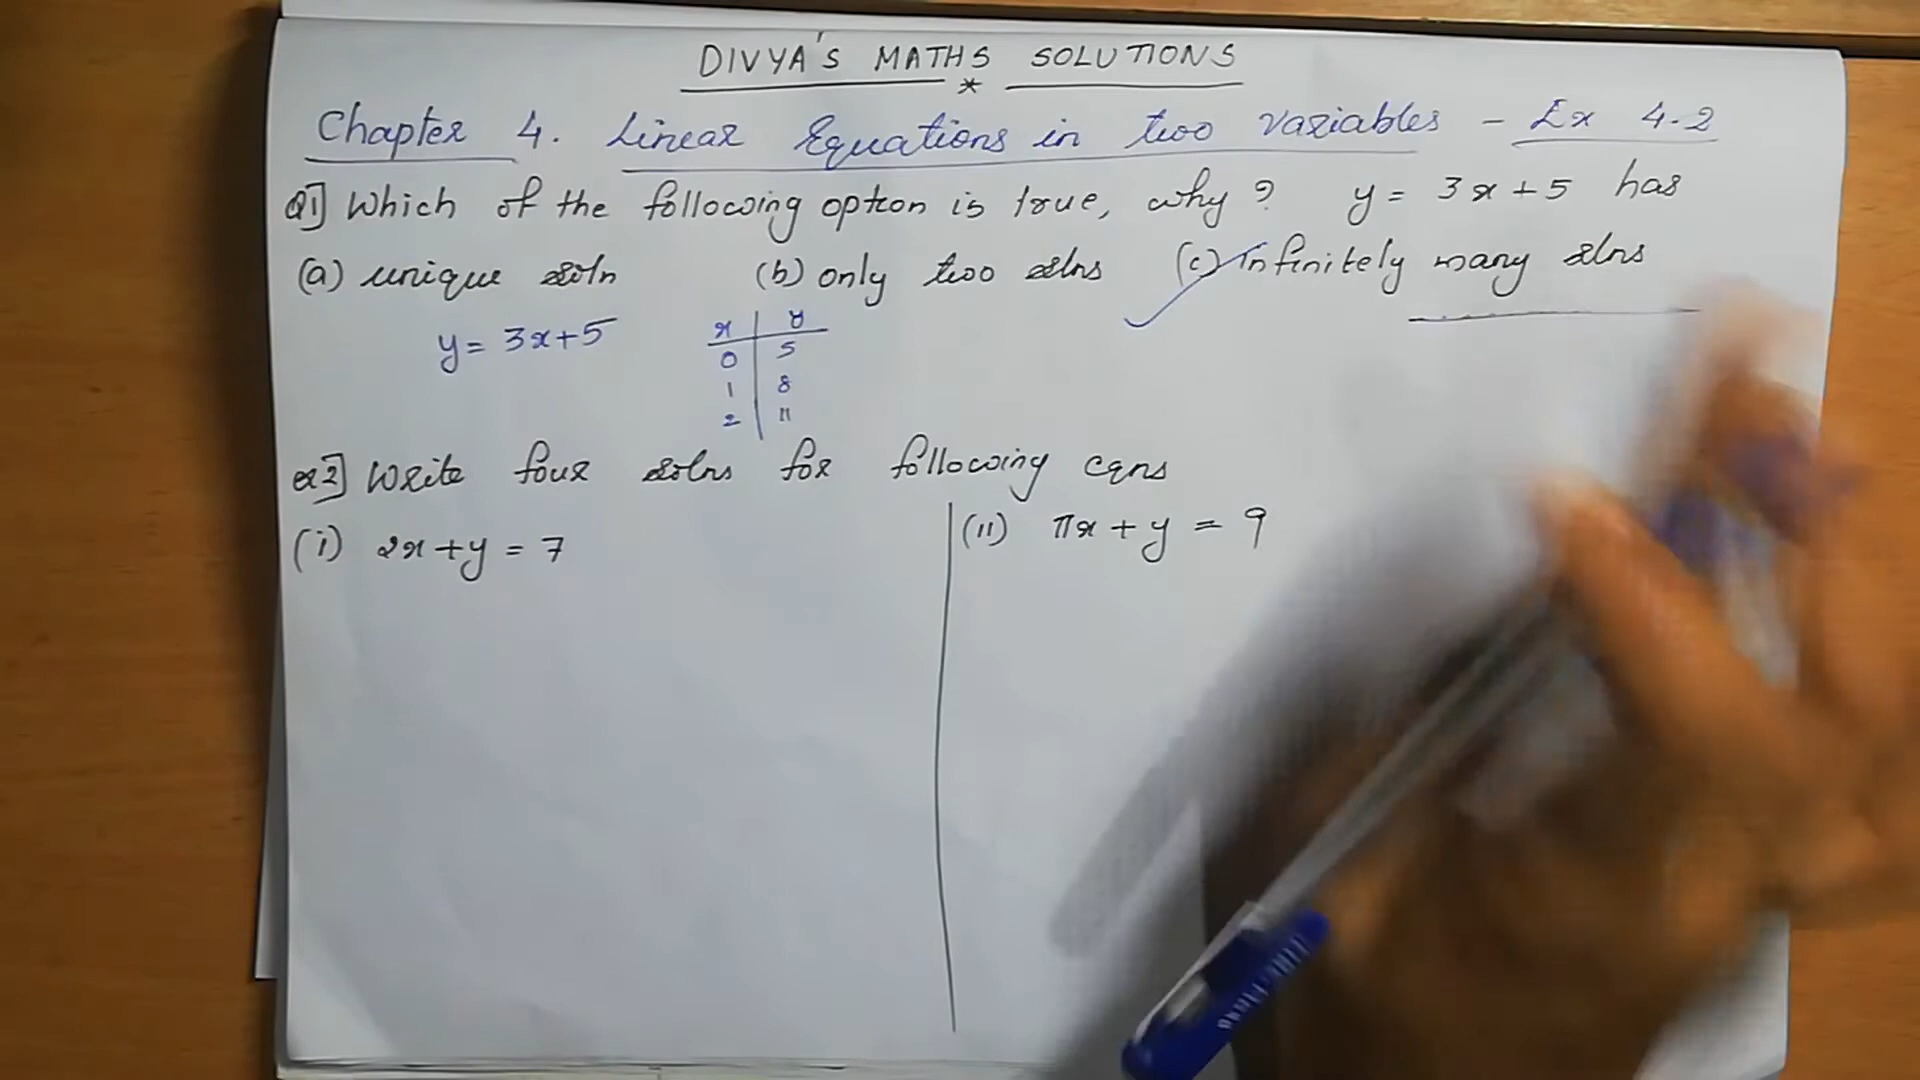 DIVYA'S MATHS SOLUTIONS
*
Chapter 4. Linear Equations in two variables - Ex 4.2
Q1] Which of the following option is true, why? y = 3x+5 has
(a) unique soln (b) only two slns (c) infinitely many slns
y = 3x+5
x y
0 5
1 8
2 11
Q2] Write four solns for following eqns
(i) 2x+y = 7 (ii) πx + y = 9